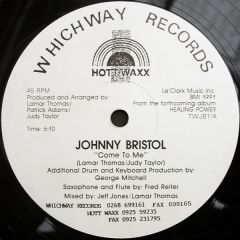 WHICHWAY RECORDS
HOTT WAXX
45 RPM
Produced and Arranged by:
Lamar Thomas/
Patrick Adams/
Judy Taylor
Time: 6:10
Le'Clark Music Inc.
BMI 1991
From the forthcoming album
HEALING POWER
TWJB1/A
JOHNNY BRISTOL
"Come To Me"
(Lamar Thomas/Judy Taylor)
Additional Drum and Keyboard Production by:
George Mitchell
Saxophone and Flute by: Fred Reiter
Mixed by: Jeff Jones/Lamar Thomas
WHICHWAY RECORDS 0268 699161 FAX 699165
HOTT WAXX 0925 59235
FAX 0925 231795